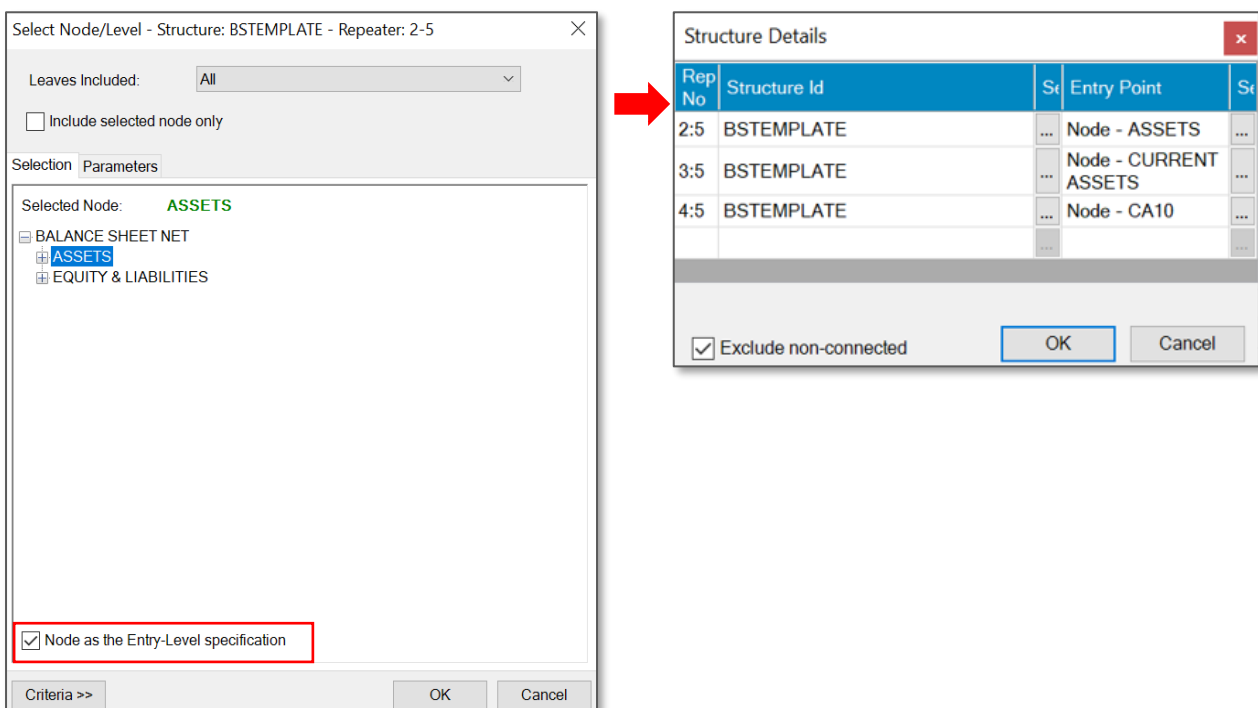 Select Node/Level - Structure: BSTEMPLATE - Repeater: 2-5
Leaves Included: All
Include selected node only
Selection Parameters
Selected Node: ASSETS
BALANCE SHEET NET
ASSETS
EQUITY & LIABILITIES
Node as the Entry-Level specification
Criteria >> OK Cancel
Structure Details
Rep
No Structure Id Se Entry Point Se
2:5 BSTEMPLATE ... Node - ASSETS ...
3:5 BSTEMPLATE ... Node - CURRENT
ASSETS ...
4:5 BSTEMPLATE ... Node - CA10 ...
... ...
Exclude non-connected OK Cancel